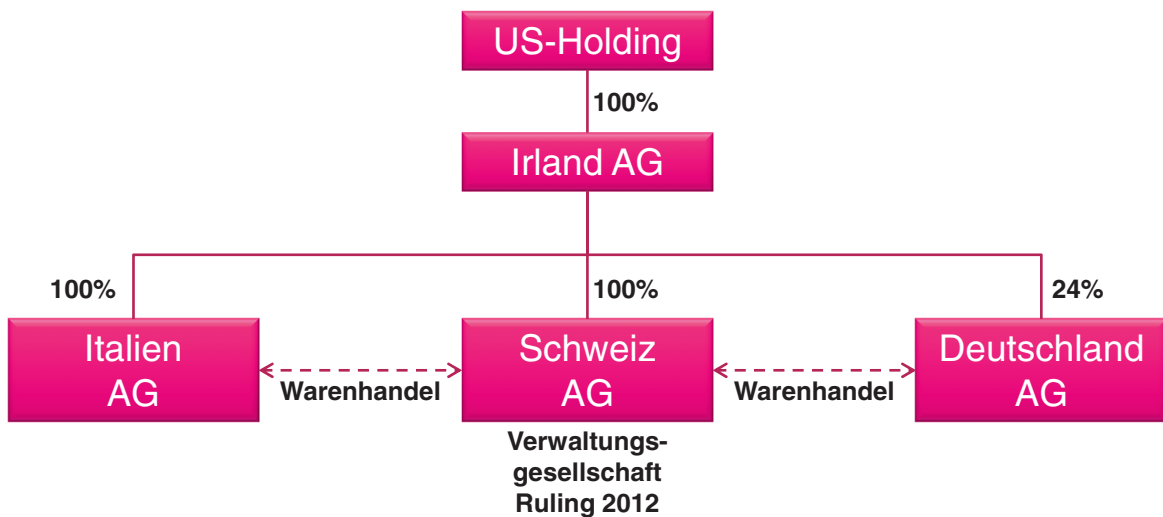 US-Holding
100%
Irland AG
100%
100%
24%
Italien
AG
Warenhandel
Schweiz
AG
Warenhandel
Deutschland
AG
Verwaltungs-
gesellschaft
Ruling 2012